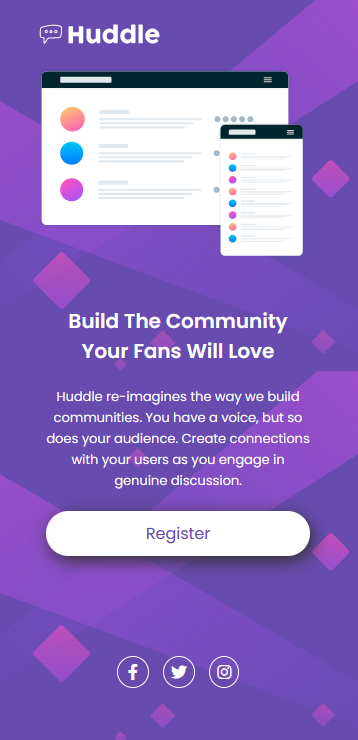 Huddle
Build The Community
Your Fans Will Love
Huddle re-imagines the way we build
communities. You have a voice, but so
does your audience. Create connections
with your users as you engage in
genuine discussion.
Register